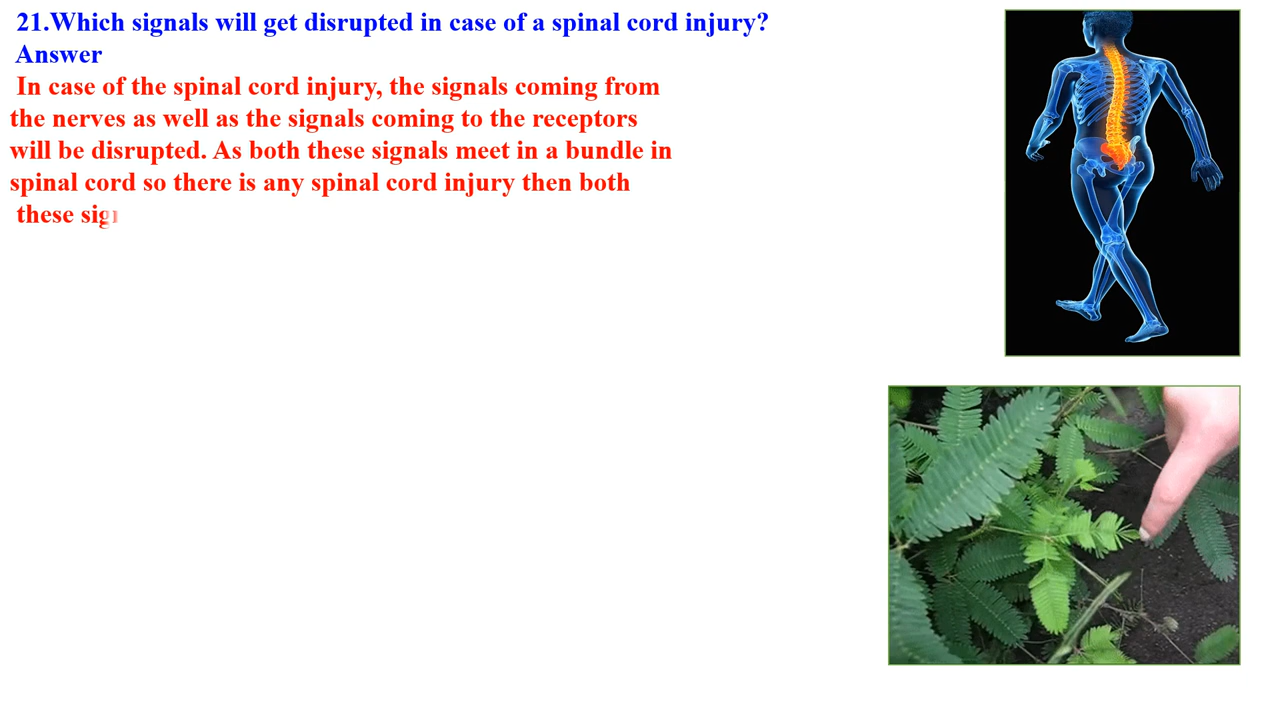 21.Which signals will get disrupted in case of a spinal cord injury?
Answer
In case of the spinal cord injury, the signals coming from
the nerves as well as the signals coming to the receptors
will be disrupted. As both these signals meet in a bundle in
spinal cord so there is any spinal cord injury then both
these